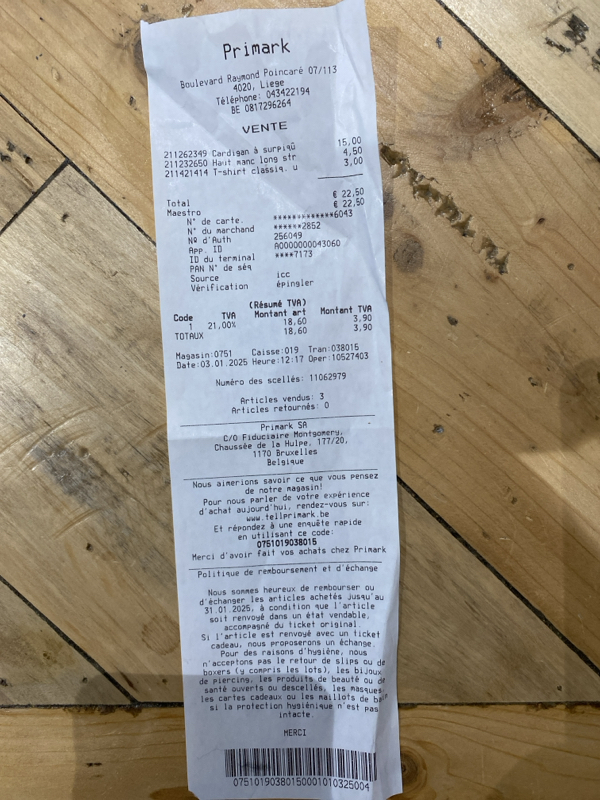 Primark
Boulevard Raymond Poincaré 07/113
4020, Liege
Téléphone: 043422194
BE 0817296264
VENTE
211262349 Cardigan à surpiqû 15,00
211232650 Haut manc long str 4,50
211421414 T-shirt classiq. u 3,00
Total € 22,50
Maestro € 22,50
N° de carte. *************6043
N° du marchand ******2852
Nº d'Auth 256049
App. ID A0000000043060
ID du terminal ****7173
PAN N° de séq
Source icc
Vérification épingler
(Résumé TVA)
Code TVA Montant art Montant TVA
1 21,00% 18,60 3,90
TOTAUX 18,60 3,90
Magasin:0751 Caisse:019 Tran:038015
Date:03.01.2025 Heure:12:17 Oper:10527403
Numéro des scellés: 11062979
Articles vendus: 3
Articles retournés: 0
Primark SA
C/O Fiduciaire Montgomery,
Chaussée de la Hulpe, 177/20,
1170 Bruxelles
Belgique
Nous aimerions savoir ce que vous pensez
de notre magasin!
Pour nous parler de votre expérience
d'achat aujourd'hui, rendez-vous sur:
www.tellprimark.be
Et répondez à une enquête rapide
en utilisant ce code:
0751019038015
Merci d'avoir fait vos achats chez Primark
Politique de remboursement et d'échange
Nous sommes heureux de rembourser ou
d'échanger les articles achetés jusqu'au
31.01.2025, à condition que l'article
soit renvoyé dans un état vendable,
accompagné du ticket original.
Si l'article est renvoyé avec un ticket
cadeau, nous proposerons un échange.
Pour des raisons d'hygiène, nous
n'acceptons pas le retour de slips ou de
boxers (y compris les lots), les bijoux
de piercing, les produits de beauté ou de
santé ouverts ou descellés, les masques,
les cartes cadeaux ou les maillots de bain
si la protection hygiénique n'est pas
intacte.
MERCI
0751019038015000101032500​4